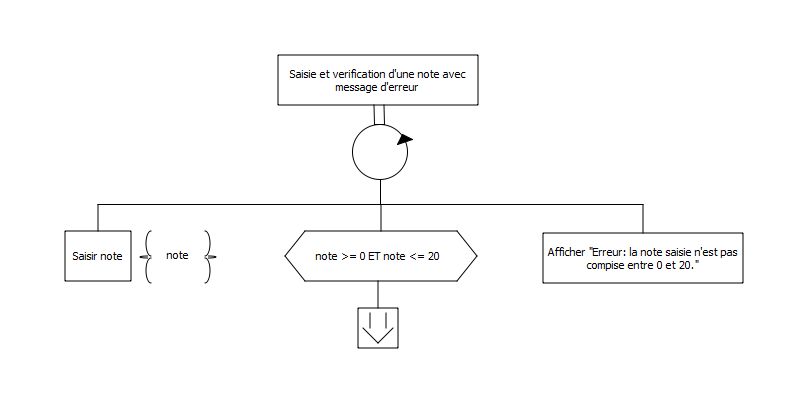 Saisie et verification d'une note avec
message d'erreur
Saisir note
note
note >= 0 ET note <= 20
Afficher "Erreur: la note saisie n'est pas
compise entre 0 et 20."